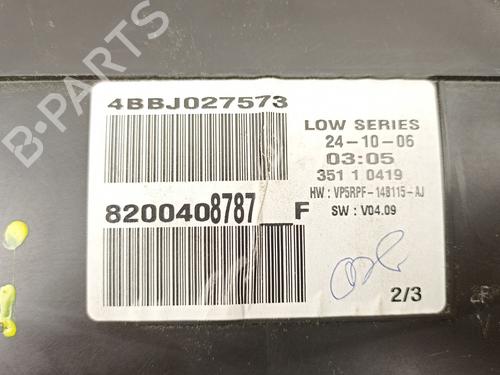 4BBJ027573
LOW SERIES
24-10-06
03:05
351 1 0419
HW : VP5RPF-14B115-AJ
8200408787_F
SW : V04.09
2/3
B-PARTS